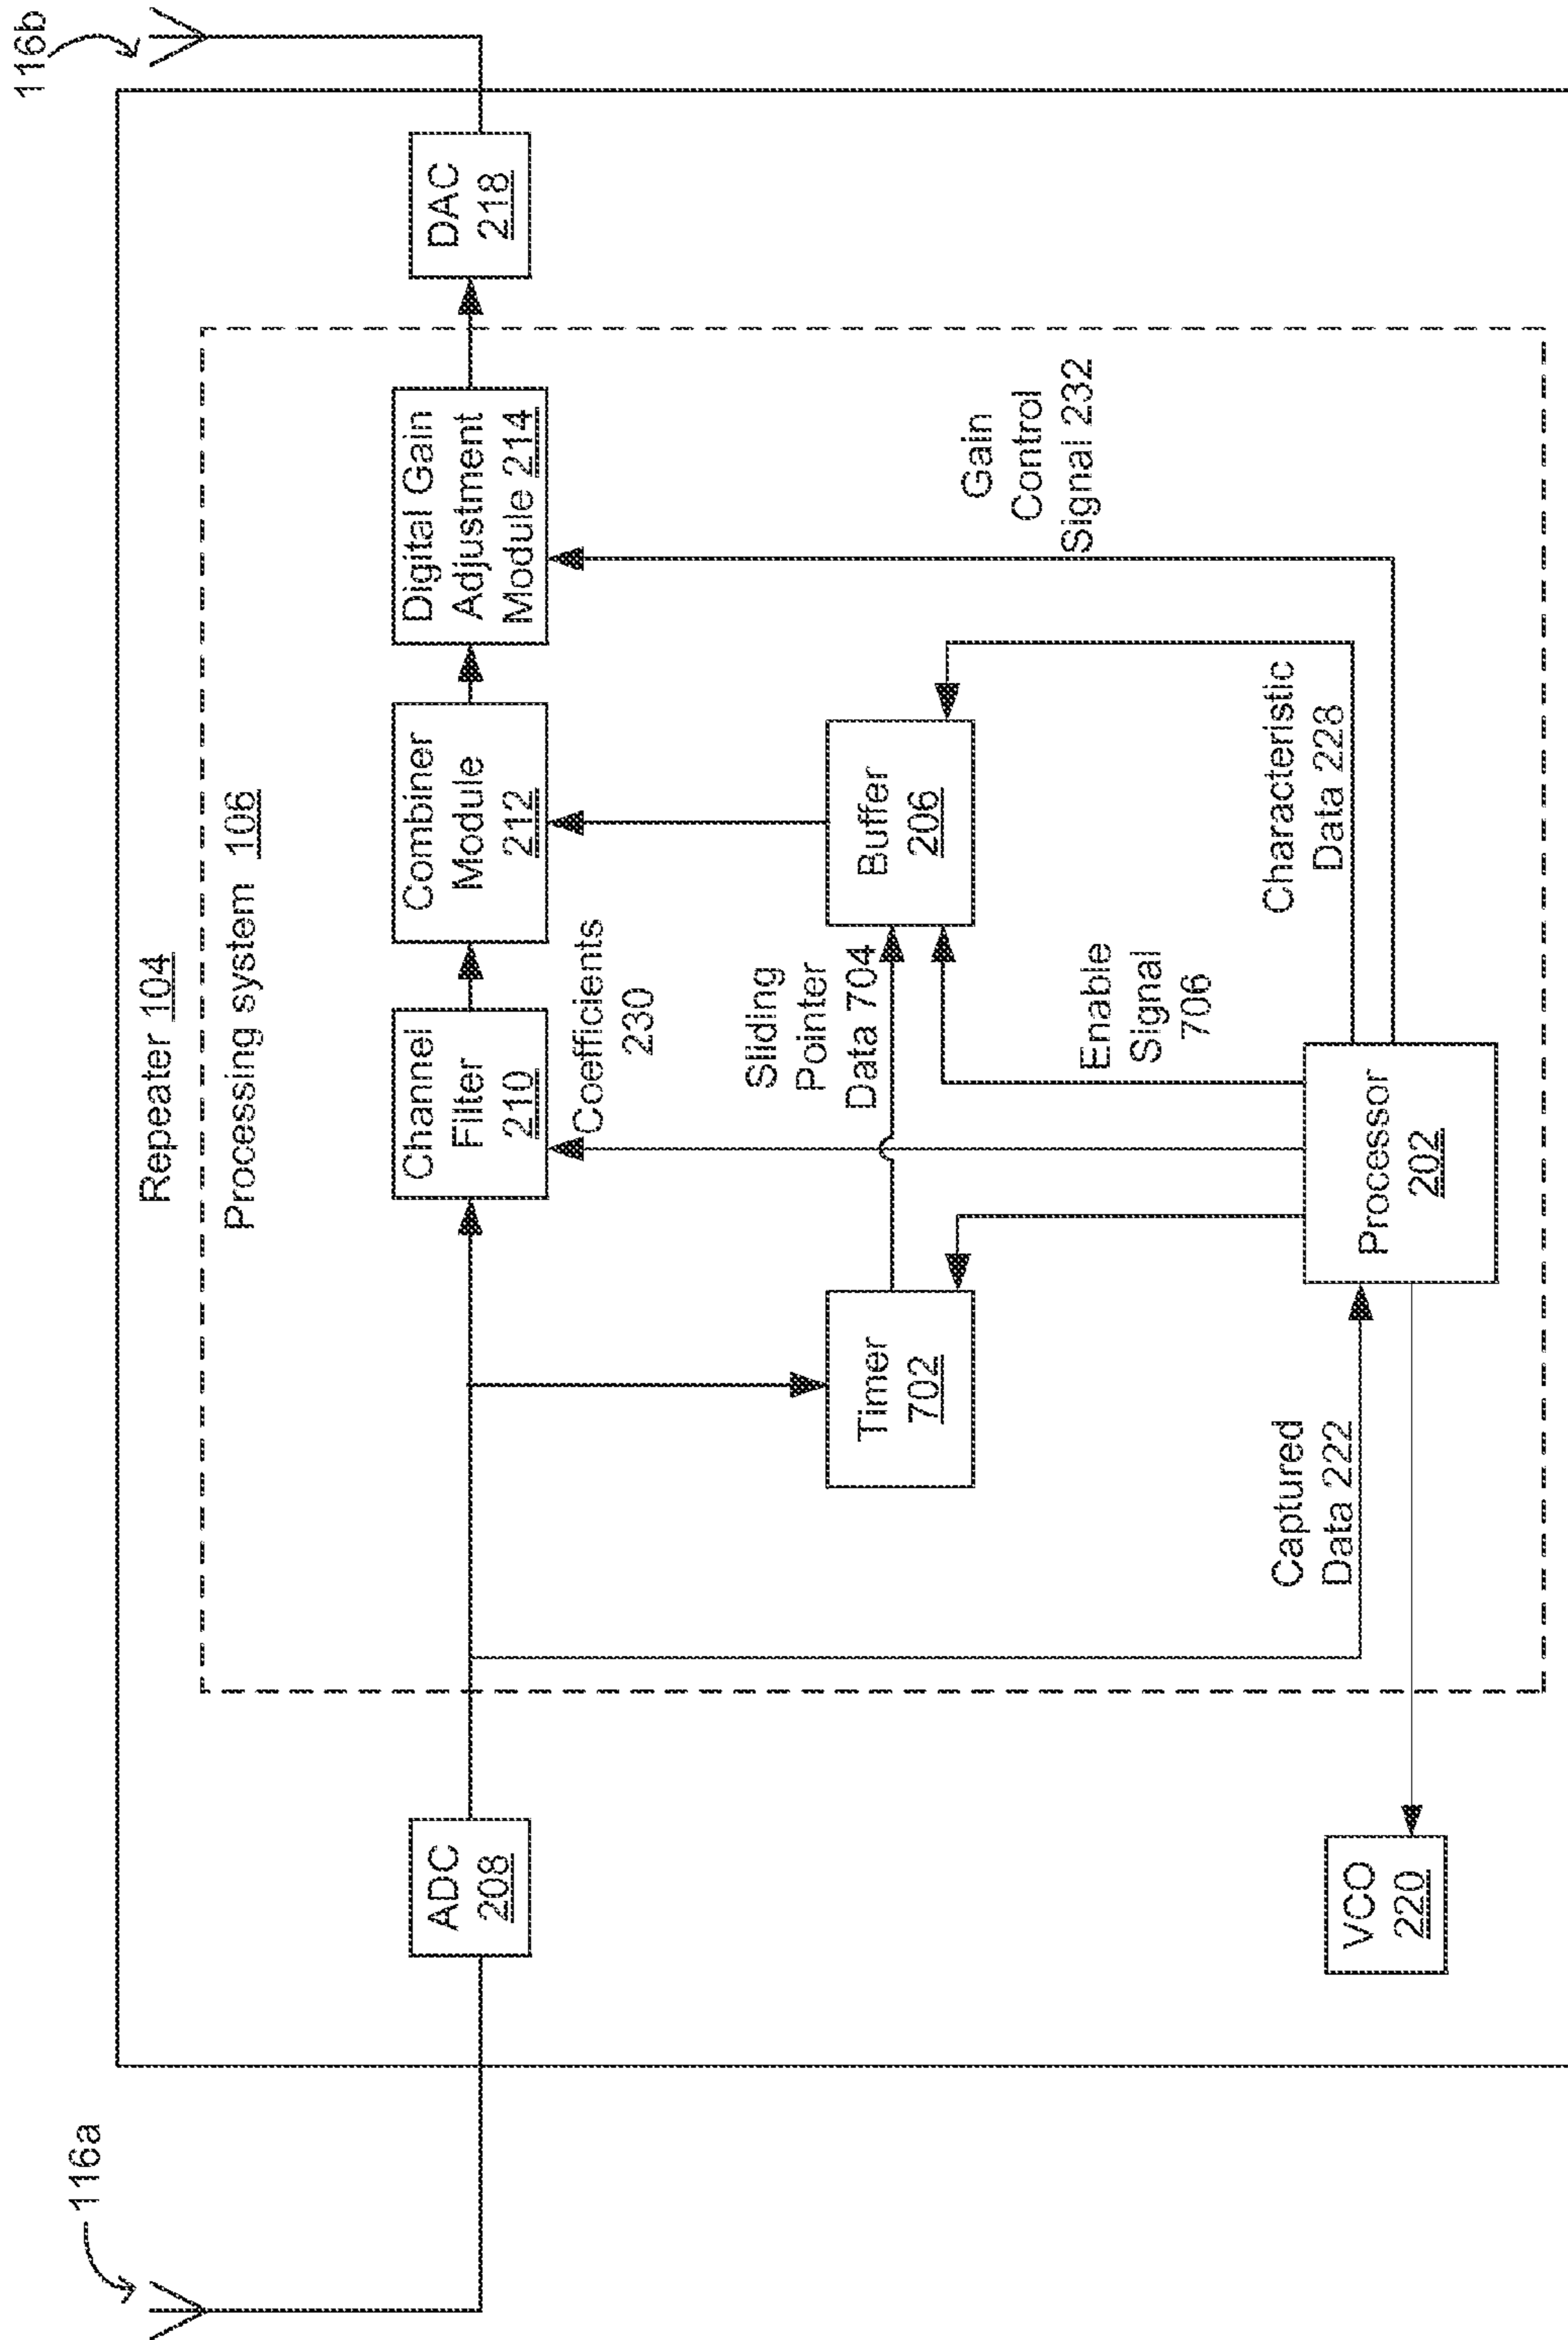 116a
116b
Repeater 104
Processing system 106
ADC
208
Channel
Filter
210
Combiner
Module
212
Digital Gain
Adjustment
Module 214
DAC
218
Coefficients
230
Sliding
Pointer
Data 704
Timer
702
Buffer
206
Gain
Control
Signal 232
Enable
Signal
706
Captured
Data 222
Characteristic
Data 228
VCO
220
Processor
202